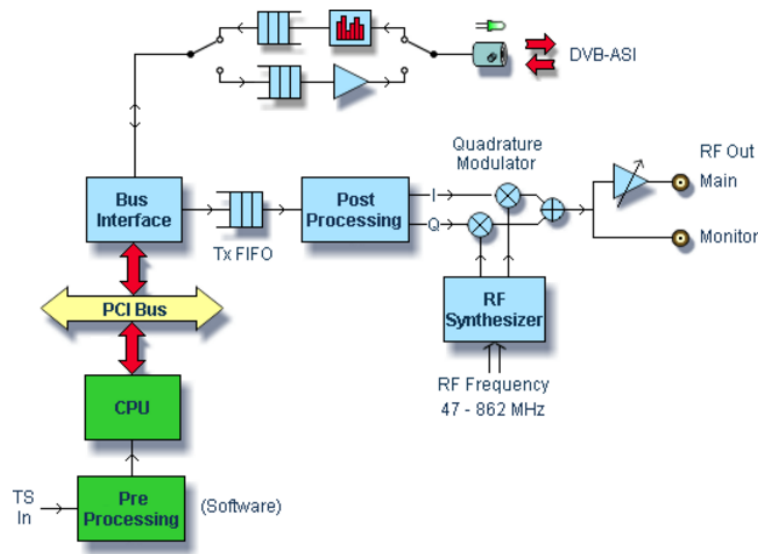 DVB-ASI
Quadrature
Modulator
RF Out
Main
Monitor
Bus
Interface
Tx FIFO
Post
Processing
I
Q
PCI Bus
RF
Synthesizer
RF Frequency
47 - 862 MHz
CPU
TS
In
Pre
Processing
(Software)